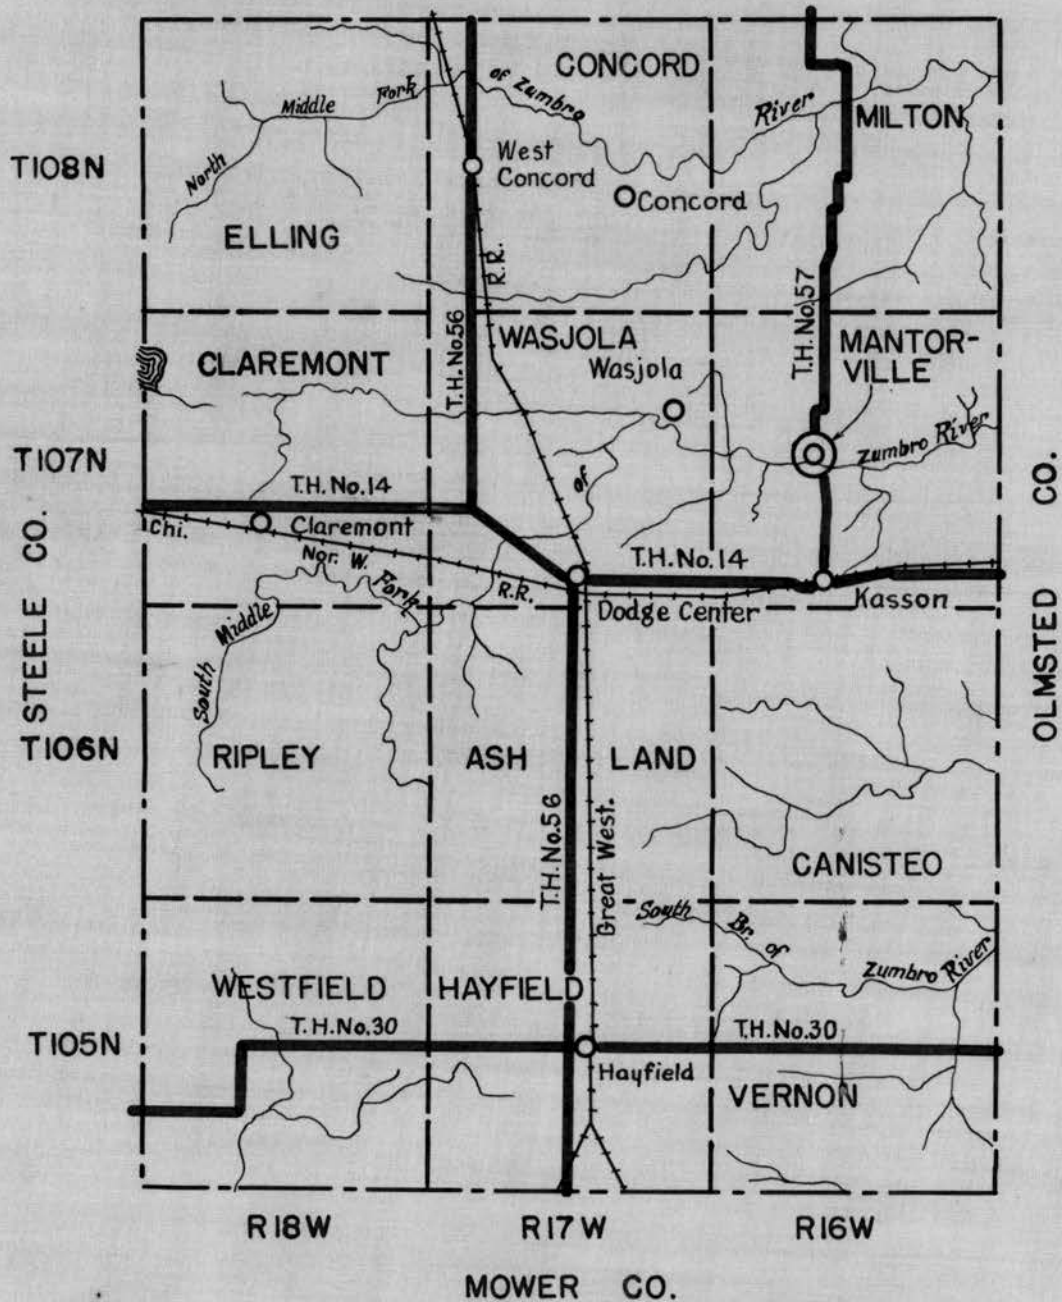 CONCORD
of Zumbro
Fork
Middle
North
River
MILTON
T108N
West
Concord
Concord
ELLING
R.R.
T.H.No.57
T.H.No.56
CLAREMONT
WASJOLA
Wasjola
MANTOR-
VILLE
Zumbro River
T107N
of
T.H.No.14
Chi.
Claremont
Nor. W.
R.R.
T.H.No.14
Dodge Center
Kasson
Fork
Middle
South
STEELE CO.
OLMSTED CO.
T106N
RIPLEY
ASH LAND
T.H.No.56
Great West.
CANISTEO
South
Br. of
Zumbro River
WESTFIELD
HAYFIELD
T105N
T.H.No.30
T.H.No.30
Hayfield
VERNON
R18W
R17W
R16W
MOWER CO.